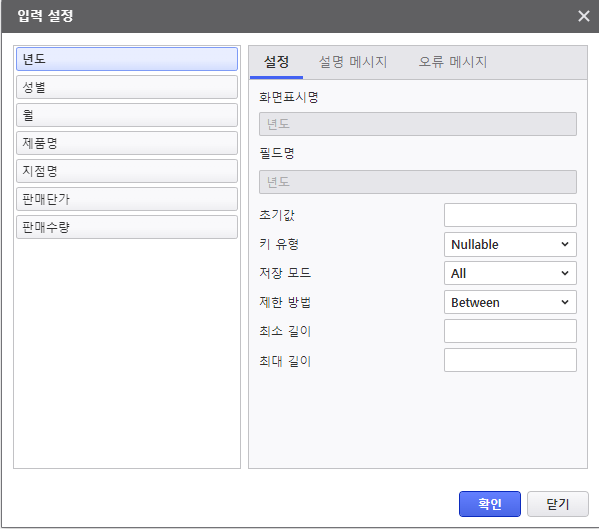 입력 설정
년도
성별
월
제품명
지점명
판매단가
판매수량
설정 설명 메시지 오류 메시지
화면표시명
년도
필드명
년도
초기값
키 유형 Nullable
저장 모드 All
제한 방법 Between
최소 길이
최대 길이
확인 닫기